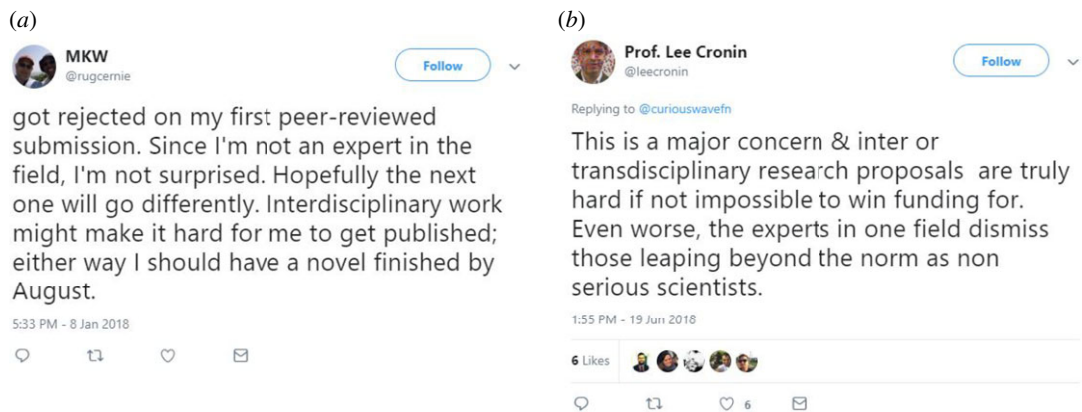 (a)
MKW
@rugcernie
Follow
got rejected on my first peer-reviewed
submission. Since I'm not an expert in the
field, I'm not surprised. Hopefully the next
one will go differently. Interdisciplinary work
might make it hard for me to get published;
either way I should have a novel finished by
August.
5:33 PM - 8 Jan 2018
(b)
Prof. Lee Cronin
@leecronin
Follow
Replying to @curiouswavefn
This is a major concern & inter or
transdisciplinary research proposals are truly
hard if not impossible to win funding for.
Even worse, the experts in one field dismiss
those leaping beyond the norm as non
serious scientists.
1:55 PM - 19 Jun 2018
6 Likes
6